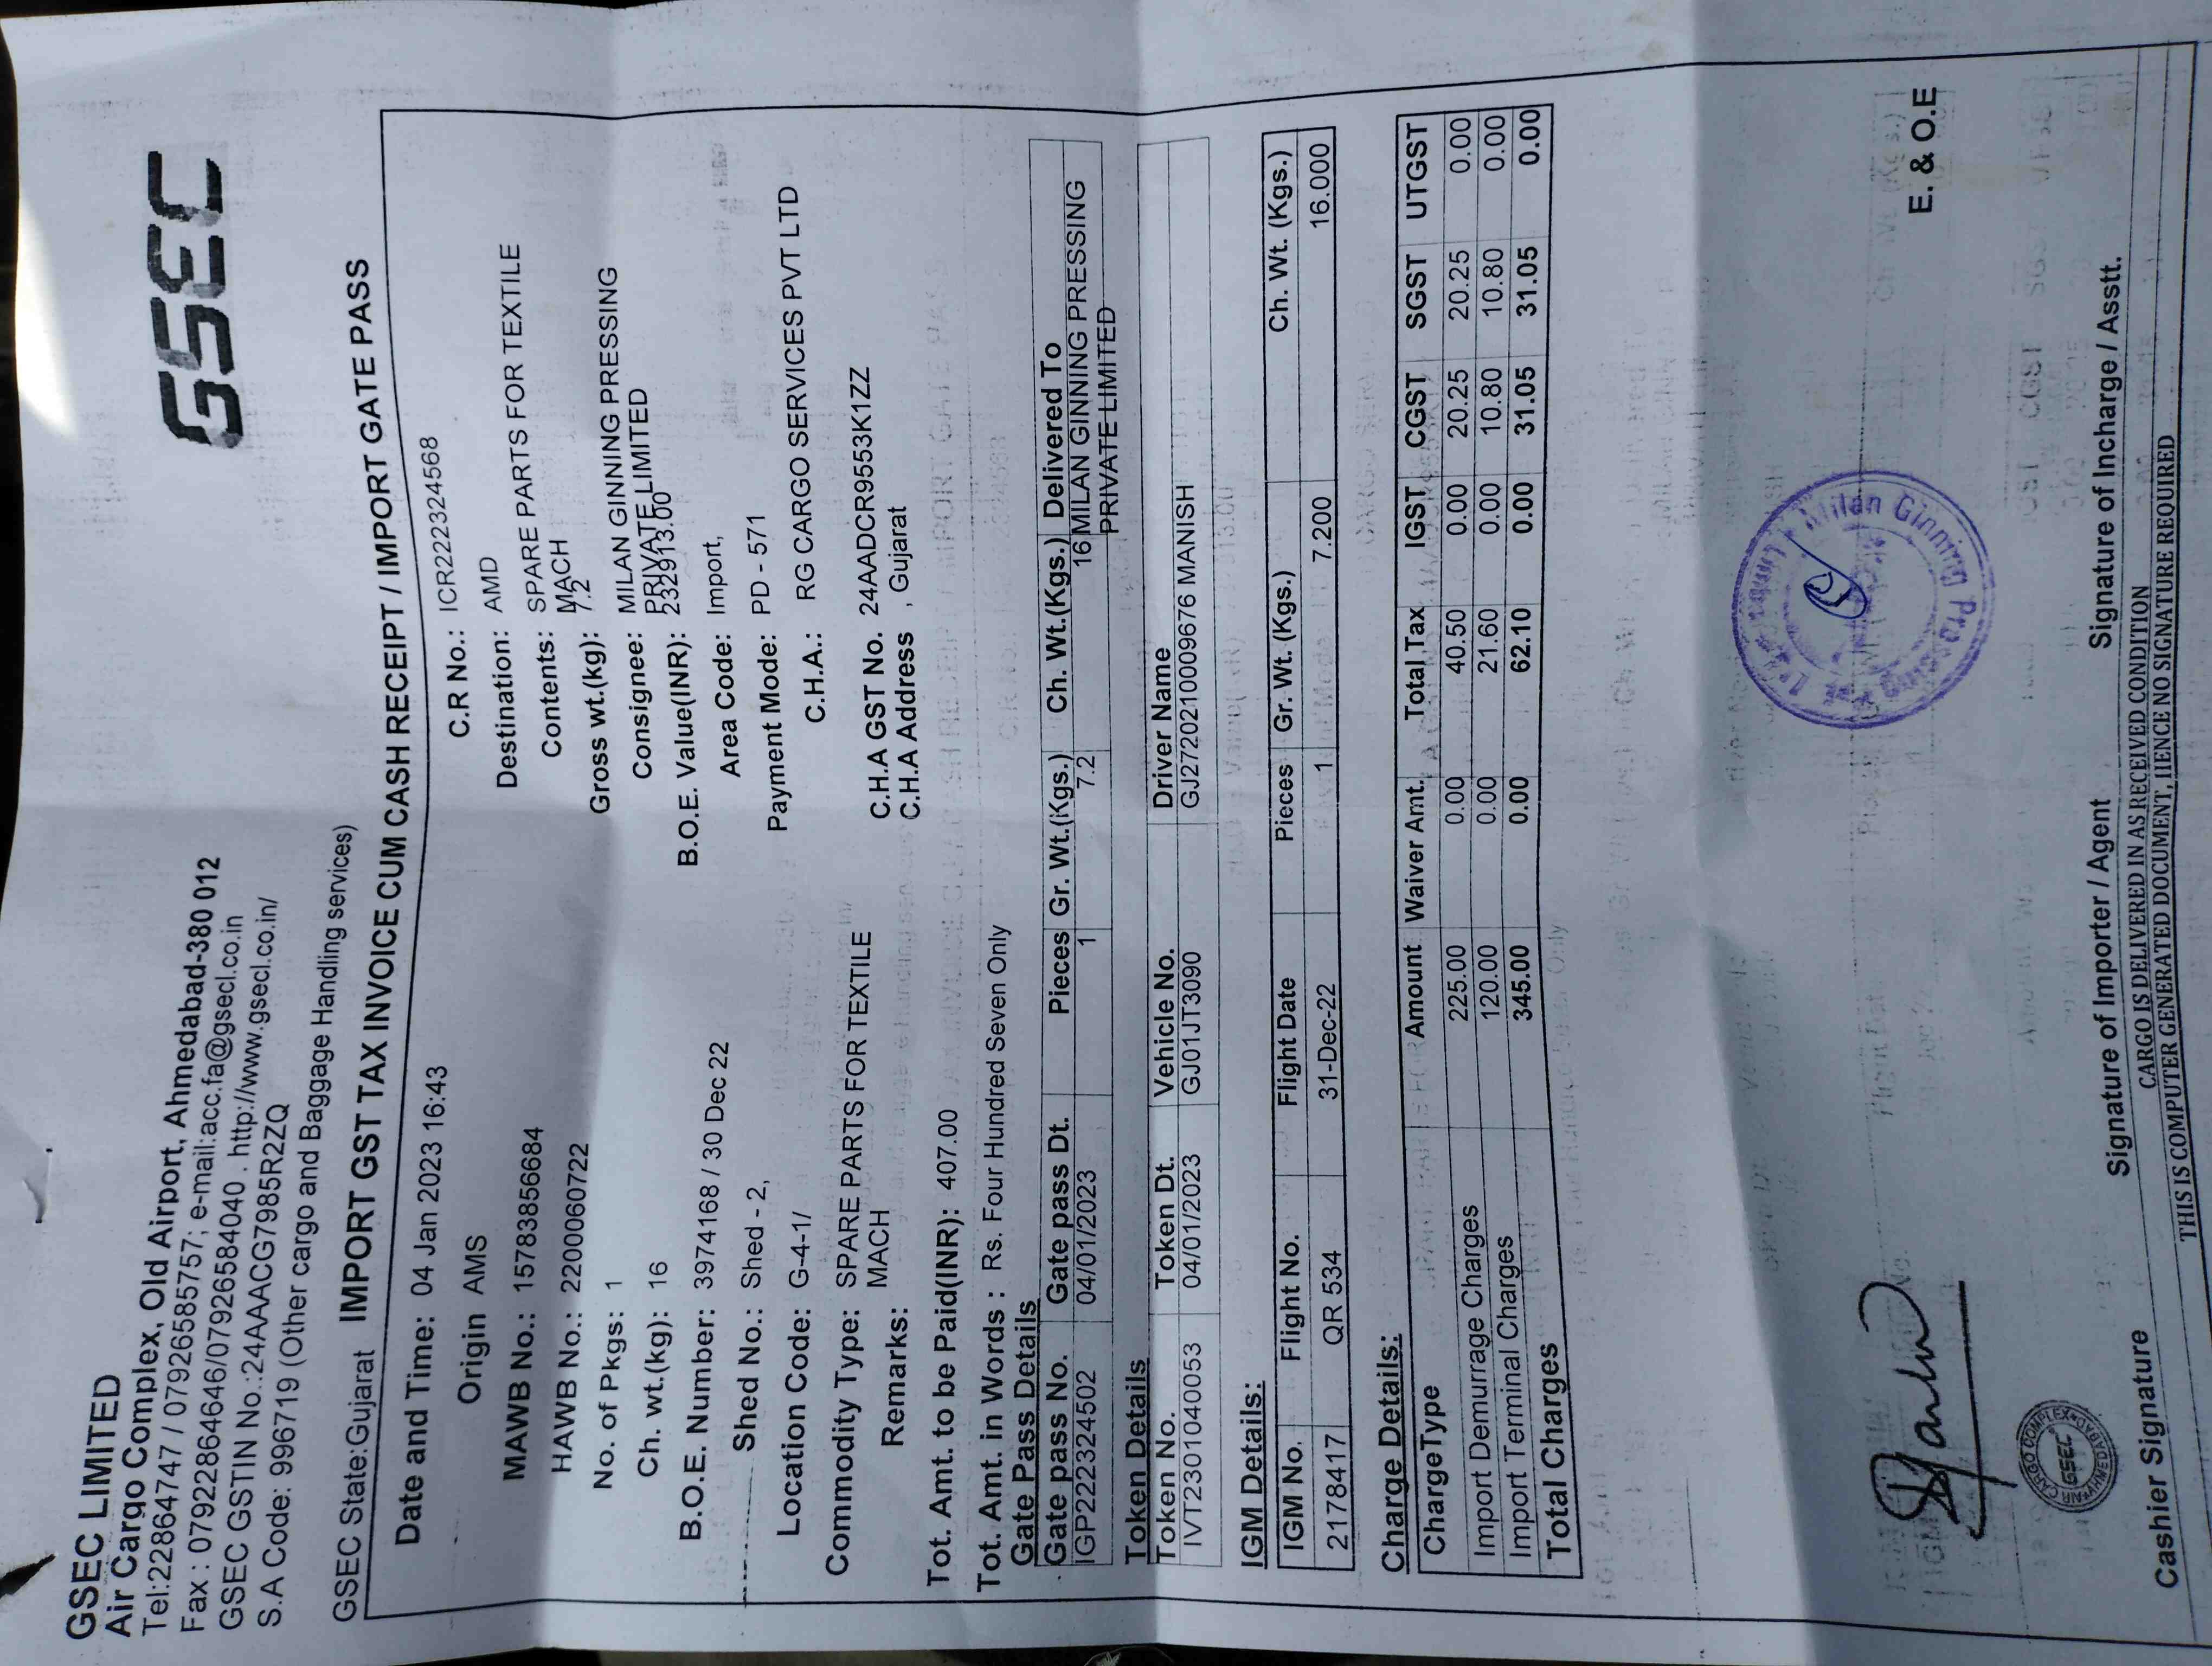 GSEC LIMITED
GSEC
Air Cargo Complex, Old Airport, Ahmedabad-380 012
Tel:22864747 / 07926585757; e-mail:acc.fa@gsecl.co.in
Fax : 07922864646/07926584040 . http://www.gsecl.co.in/
GSEC GSTIN No.:24AAACG7985R2ZQ
S.A Code: 996719 (Other cargo and Baggage Handling services)
GSEC State:Gujarat IMPORT GST TAX INVOICE CUM CASH RECEIPT / IMPORT GATE PASS
Date and Time: 04 Jan 2023 16:43 C.R No.: ICR2223324568
Origin AMS Destination: AMD
MAWB No.: 15783856684 Contents: SPARE PARTS FOR TEXTILE MACH
HAWB No.: 2200060722 Gross wt.(kg): 7.2
No. of Pkgs: 1 Consignee: MILAN GINNING PRESSING PRIVATE LIMITED
Ch. wt.(kg): 16 B.O.E. Value(INR): 232913.00
B.O.E. Number: 3974168 / 30 Dec 22 Area Code: Import,
Shed No.: Shed - 2, Payment Mode: PD - 571
Location Code: G-4-1/ C.H.A.: RG CARGO SERVICES PVT LTD
Commodity Type: SPARE PARTS FOR TEXTILE MACH C.H.A GST No. 24AADCR9553K1ZZ
Remarks: C.H.A Address , Gujarat
Tot. Amt. to be Paid(INR): 407.00
Tot. Amt. in Words : Rs. Four Hundred Seven Only
Gate Pass Details
Gate pass No. Gate pass Dt. Pieces Gr. Wt.(Kgs.) Ch. Wt.(Kgs.) Delivered To
IGP2223324502 04/01/2023 1 7.2 16 MILAN GINNING PRESSING
PRIVATE LIMITED
Token Details
Token No. Token Dt. Vehicle No. Driver Name
IVT2301040053 04/01/2023 GJ01JT3090 GJ2720210009676 MANISH
IGM Details:
IGM No. Flight No. Flight Date Pieces Gr. Wt. (Kgs.) Ch. Wt. (Kgs.)
2178417 QR 534 31-Dec-22 1 7.200 16.000
Charge Details:
ChargeType Amount Waiver Amt. Total Tax IGST CGST SGST UTGST
Import Demurrage Charges 225.00 0.00 40.50 0.00 20.25 20.25 0.00
Import Terminal Charges 120.00 0.00 21.60 0.00 10.80 10.80 0.00
Total Charges 345.00 0.00 62.10 0.00 31.05 31.05 0.00
Milan Ginning Pressing
E. & O.E
AIR CARGO COMPLEX
GSEC
AHMEDABAD
Cashier Signature Signature of Importer / Agent Signature of Incharge / Asstt.
CARGO IS DELIVERED IN AS RECEIVED CONDITION
THIS IS COMPUTER GENERATED DOCUMENT, HENCE NO SIGNATURE REQUIRED